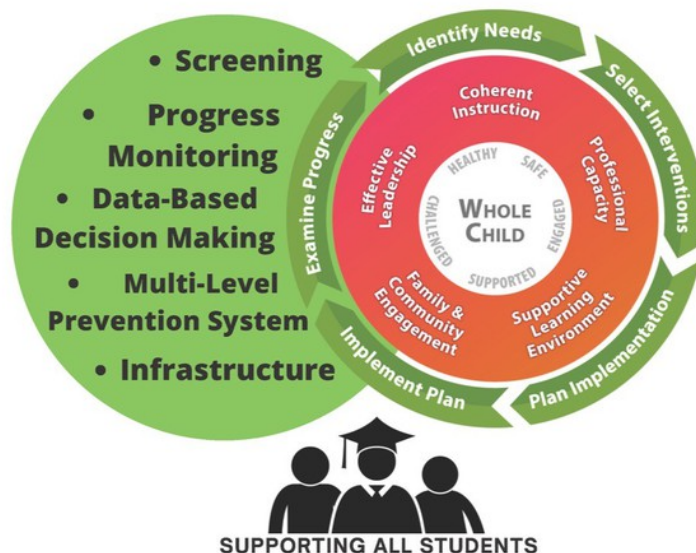 • Screening
• Progress
Monitoring
• Data-Based
Decision Making
• Multi-Level
Prevention System
• Infrastructure
Identify Needs
Select Interventions
Plan Implementation
Implement Plan
Examine Progress
Coherent
Instruction
Professional
Capacity
Supportive
Learning
Environment
Family &
Community
Engagement
Effective
Leadership
HEALTHY
SAFE
ENGAGED
SUPPORTED
CHALLENGED
WHOLE
CHILD
SUPPORTING ALL STUDENTS